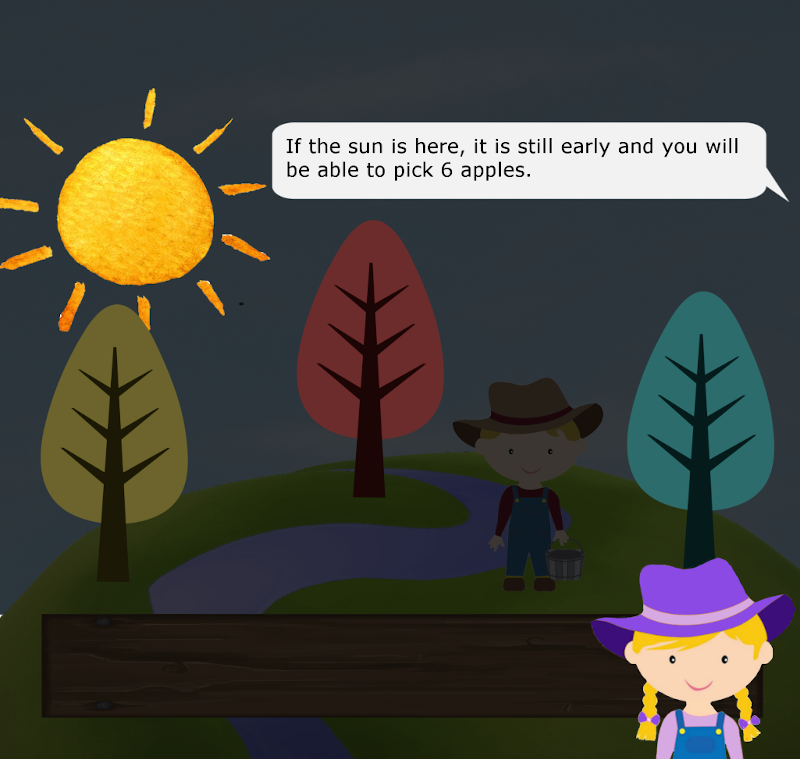 If the sun is here, it is still early and you will
be able to pick 6 apples.